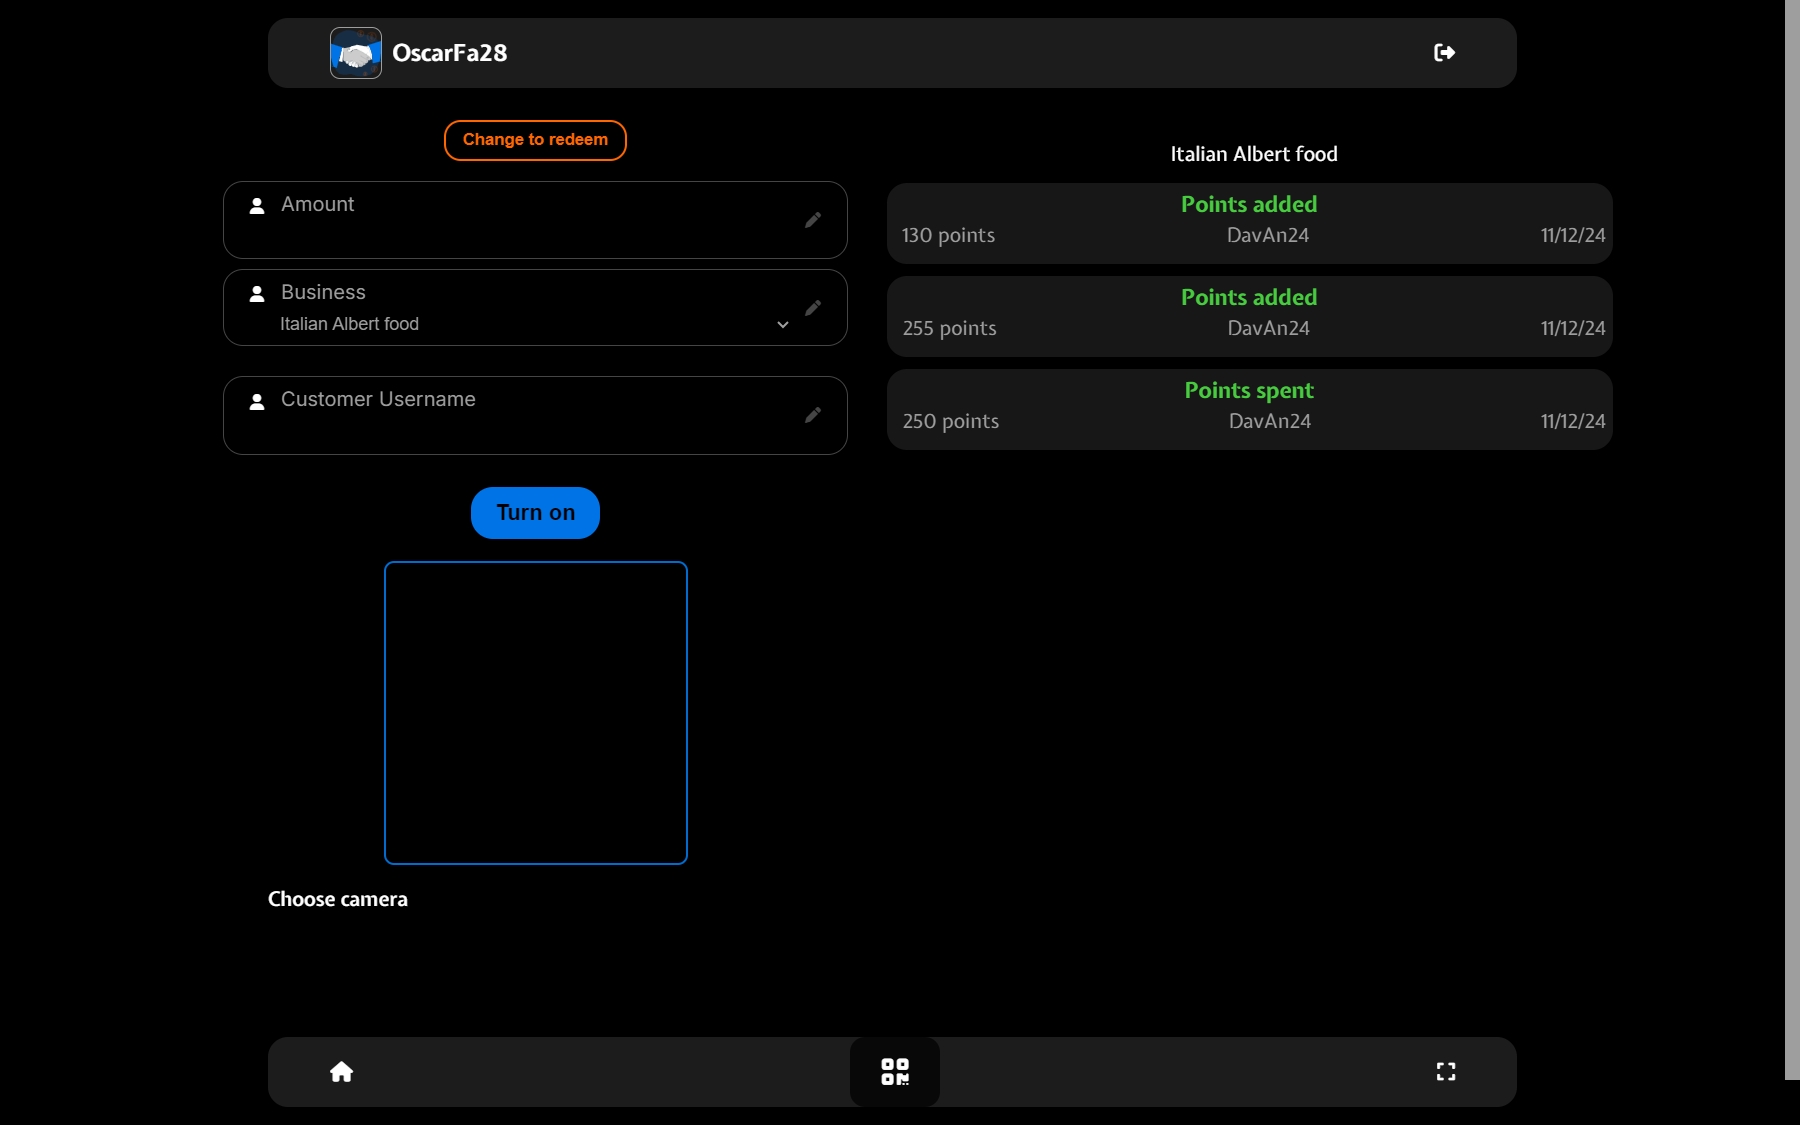 OscarFa28
Change to redeem
Amount
Business
Italian Albert food
Customer Username
Turn on
Choose camera
Italian Albert food
Points added
130 points DavAn24 11/12/24
Points added
255 points DavAn24 11/12/24
Points spent
250 points DavAn24 11/12/24